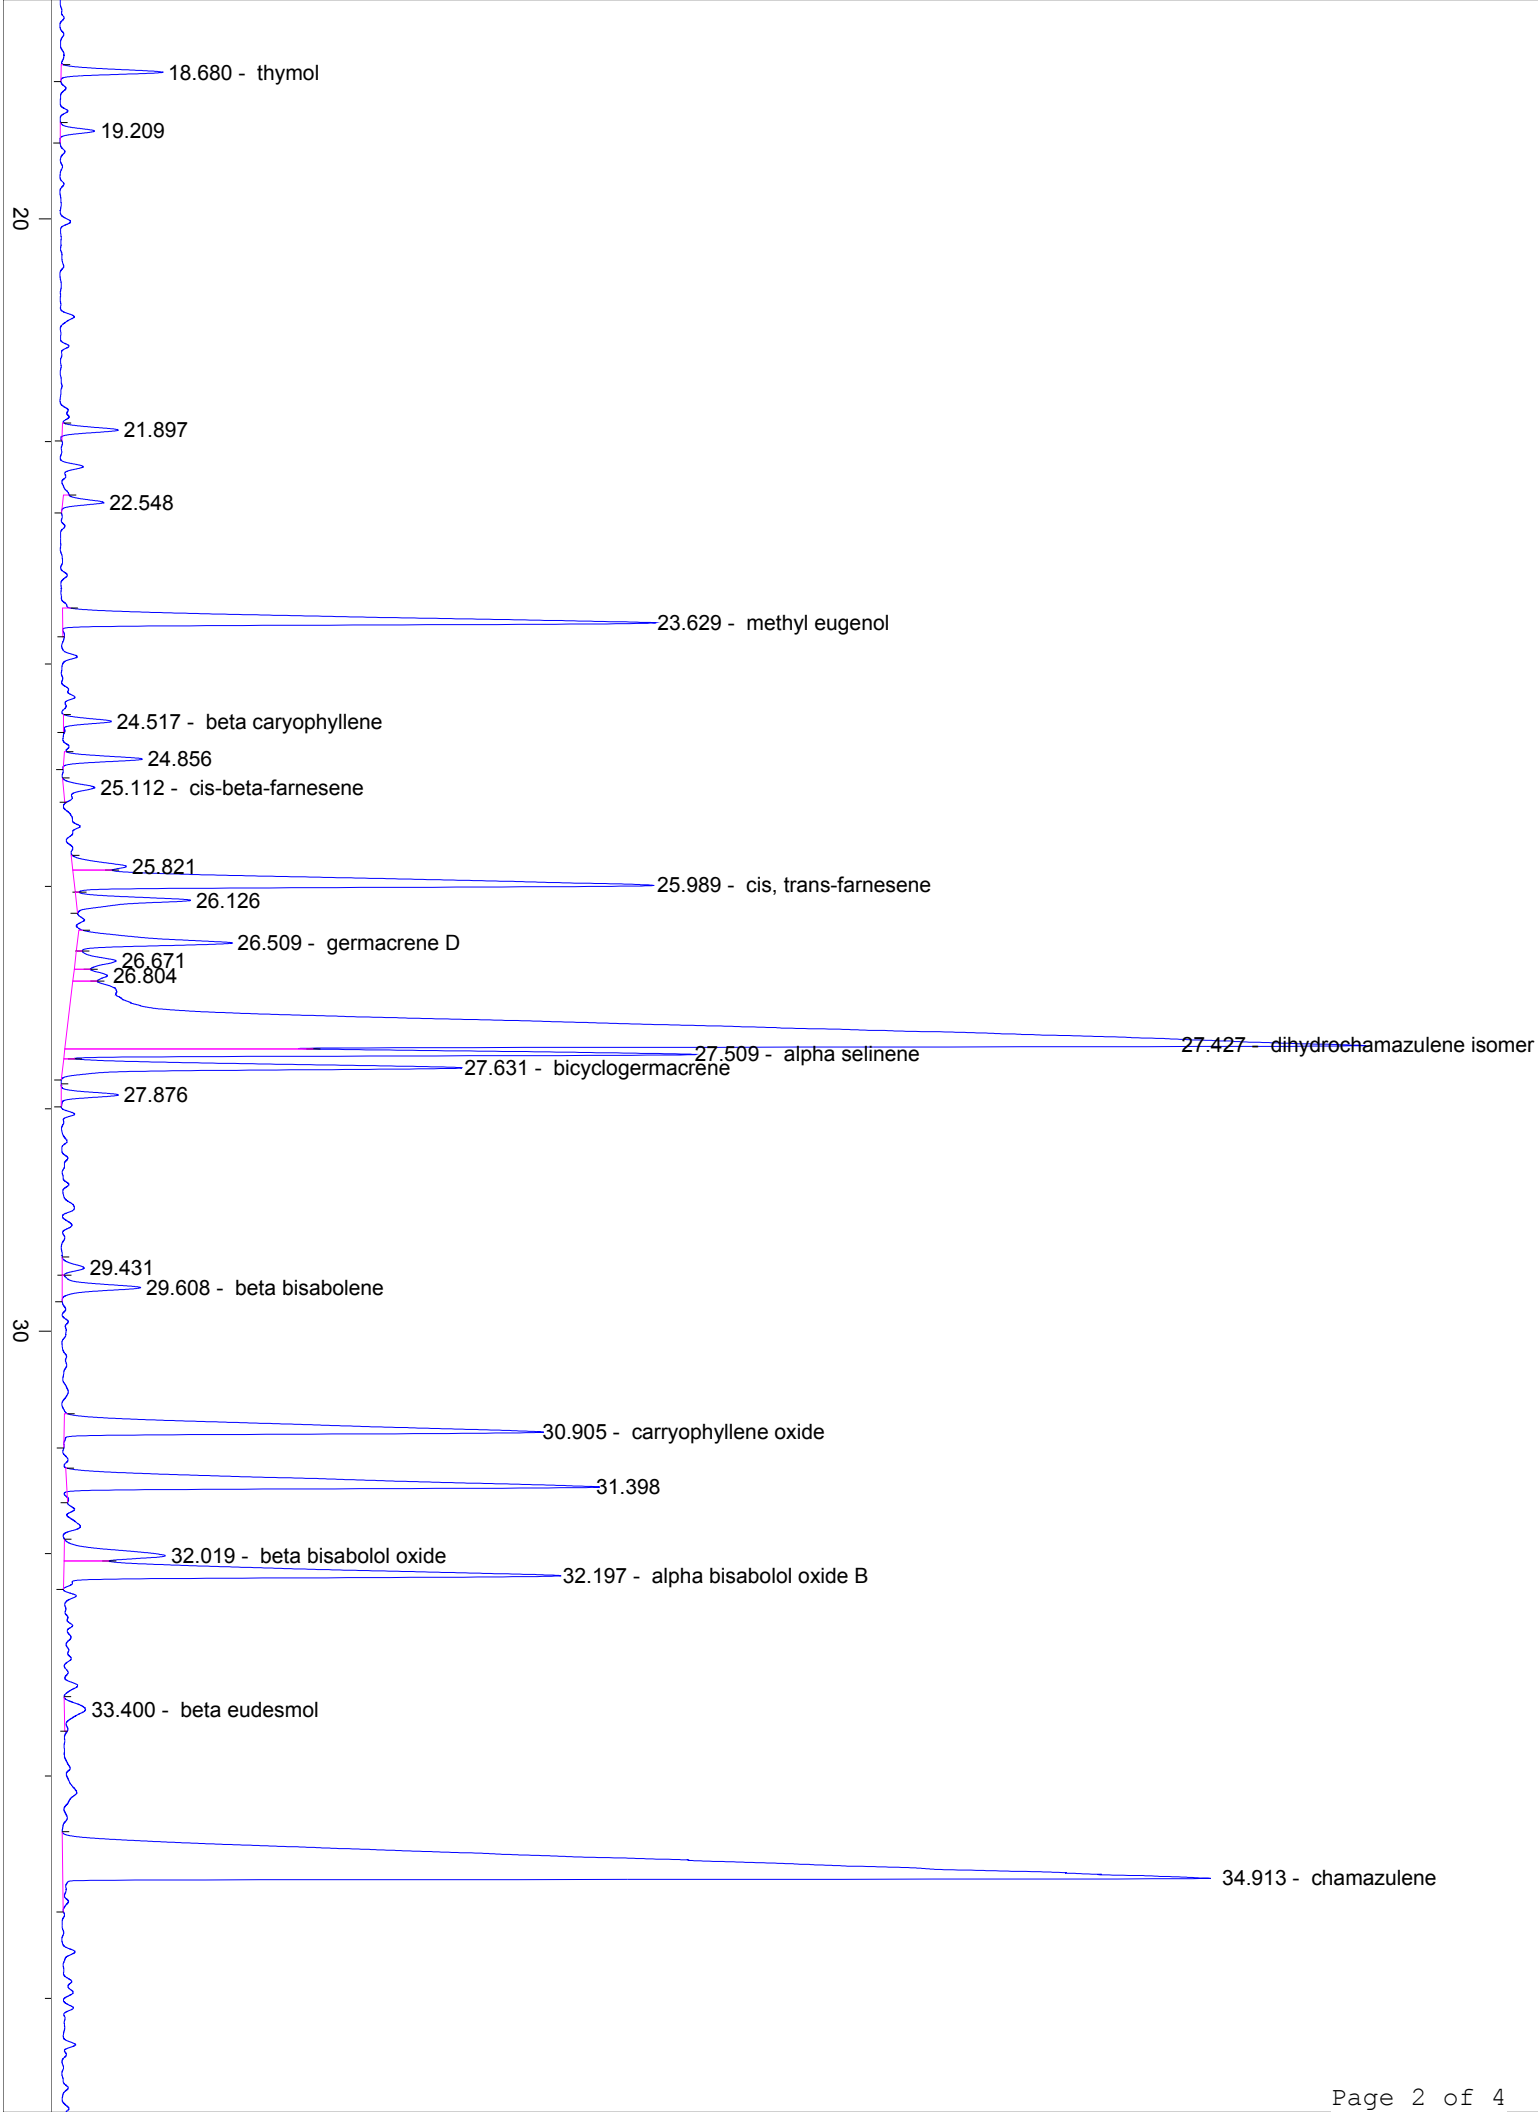 18.680 - thymol
19.209
20
21.897
22.548
23.629 - methyl eugenol
24.517 - beta caryophyllene
24.856
25.112 - cis-beta-farnesene
25.821
25.989 - cis, trans-farnesene
26.126
26.509 - germacrene D
26.671
26.804
27.427 - dihydrochamazulene isomer
27.509 - alpha selinene
27.631 - bicyclogermacrene
27.876
29.431
29.608 - beta bisabolene
30
30.905 - carryophyllene oxide
31.398
32.019 - beta bisabolol oxide
32.197 - alpha bisabolol oxide B
33.400 - beta eudesmol
34.913 - chamazulene
Page 2 of 4